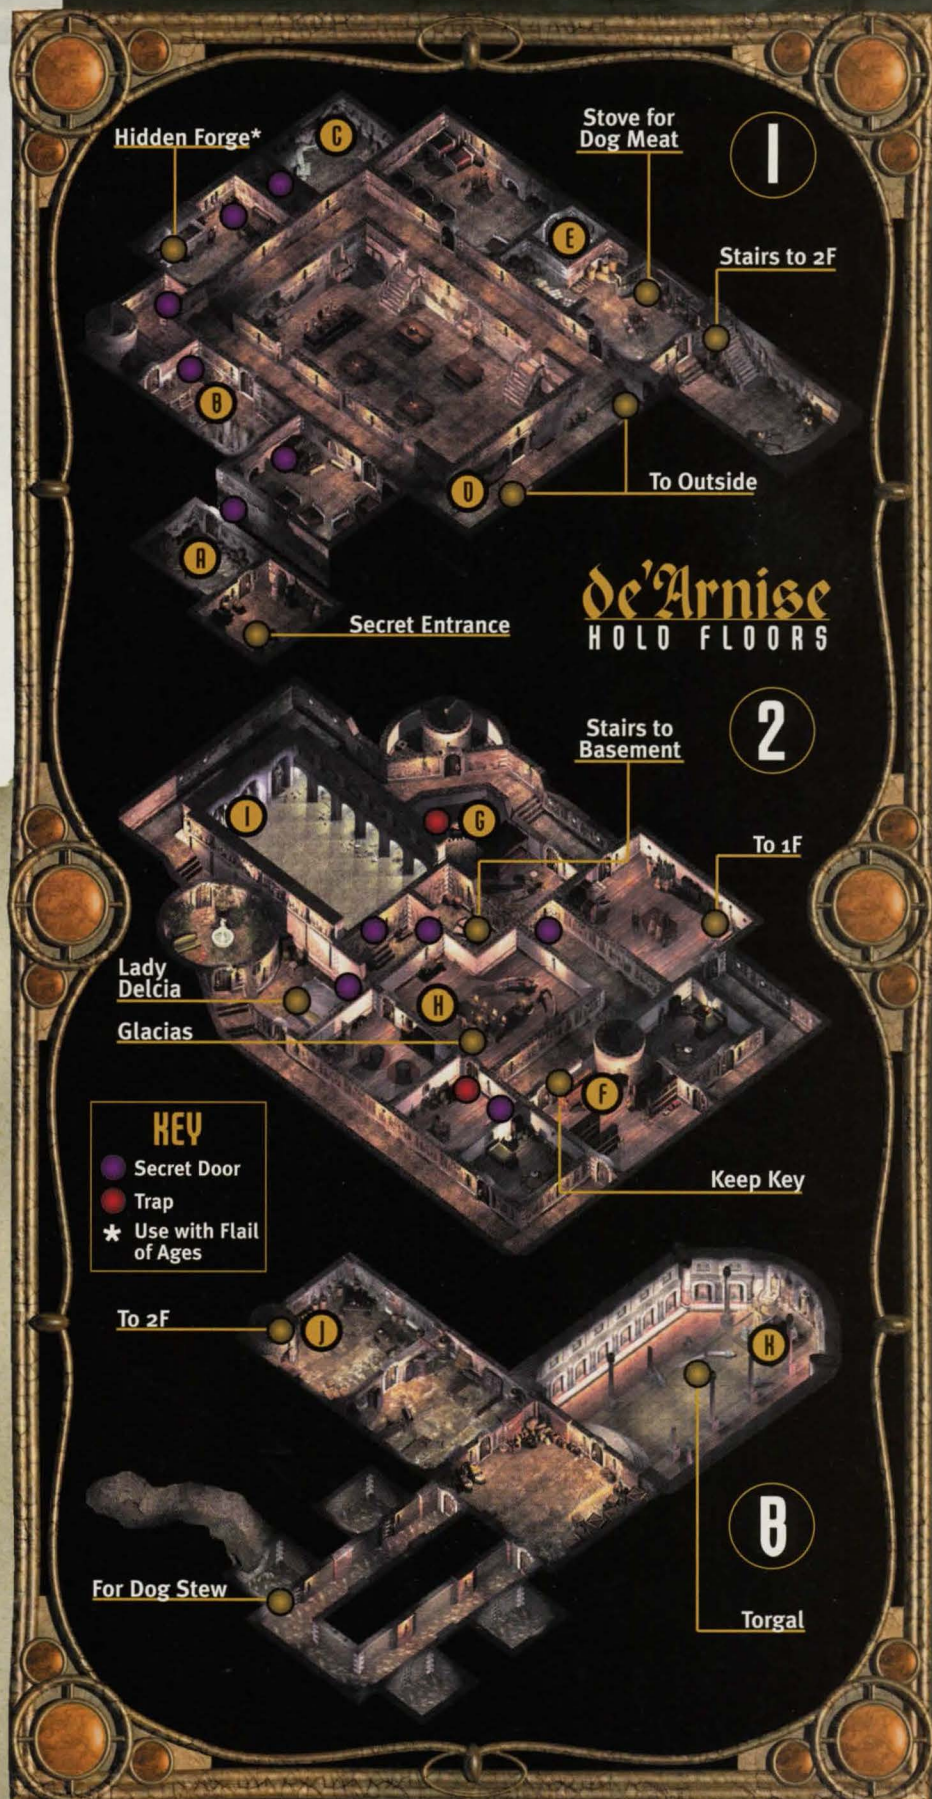 Hidden Forge*
C
Stove for
Dog Meat
1
E
Stairs to 2F
B
D
To Outside
A
de'Arnise
HOLD FLOORS
Secret Entrance
2
Stairs to
Basement
I
G
To 1F
Lady
Delcia
H
Glacias
F
KEY
Secret Door
Trap
* Use with Flail
of Ages
Keep Key
To 2F
J
K
B
For Dog Stew
Torgal